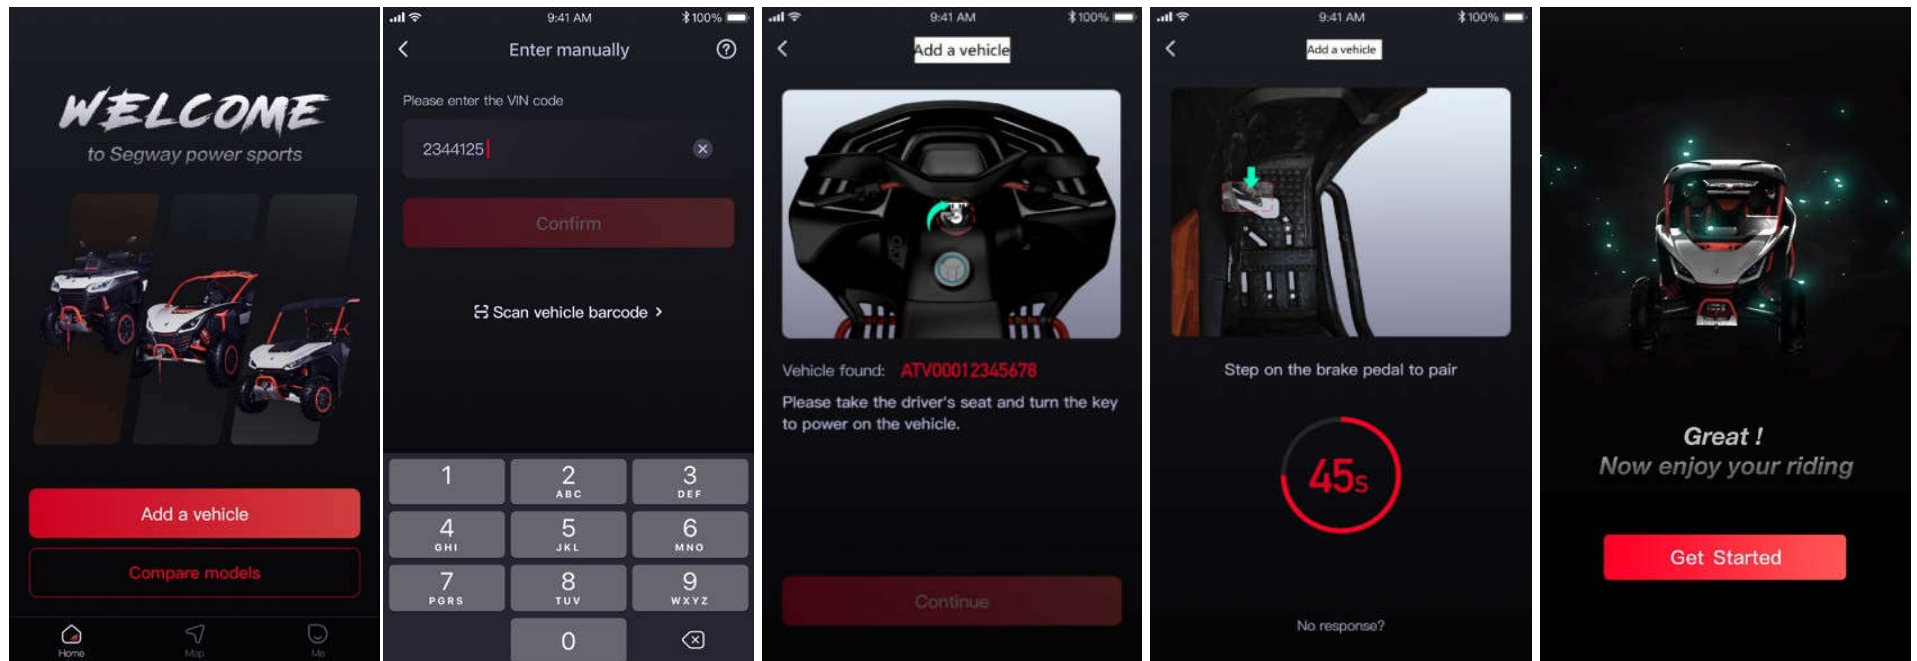 WELCOME
to Segway power sports
Add a vehicle
Compare models
Home
Map
Me
9:41 AM
100%
Enter manually
?
Please enter the VIN code
2344125
Confirm
Scan vehicle barcode >
1
2
ABC
3
DEF
4
GHI
5
JKL
6
MNO
7
PGRS
8
TUV
9
WXYZ
0
9:41 AM
100%
Add a vehicle
Vehicle found: ATV00012345678
Please take the driver's seat and turn the key
to power on the vehicle.
Continue
9:41 AM
100%
Add a vehicle
Step on the brake pedal to pair
45s
No response?
Great !
Now enjoy your riding
Get Started